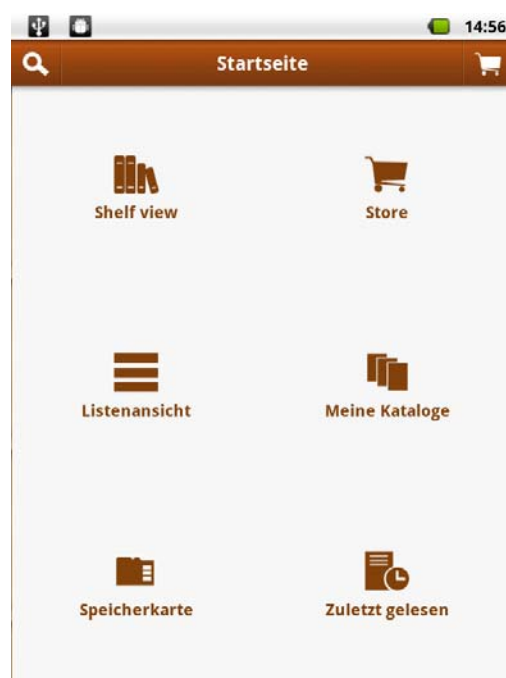 14:56
Startseite
Shelf view
Store
Listenansicht
Meine Kataloge
Speicherkarte
Zuletzt gelesen